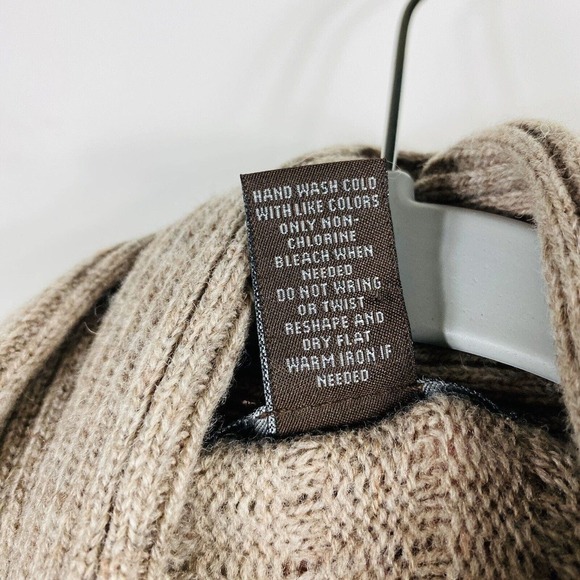 HAND WASH COLD
WITH LIKE COLORS
ONLY NON-
CHLORINE
BLEACH WHEN
NEEDED
DO NOT WRING
OR TWIST
RESHAPE AND
DRY FLAT
WARM IRON IF
NEEDED